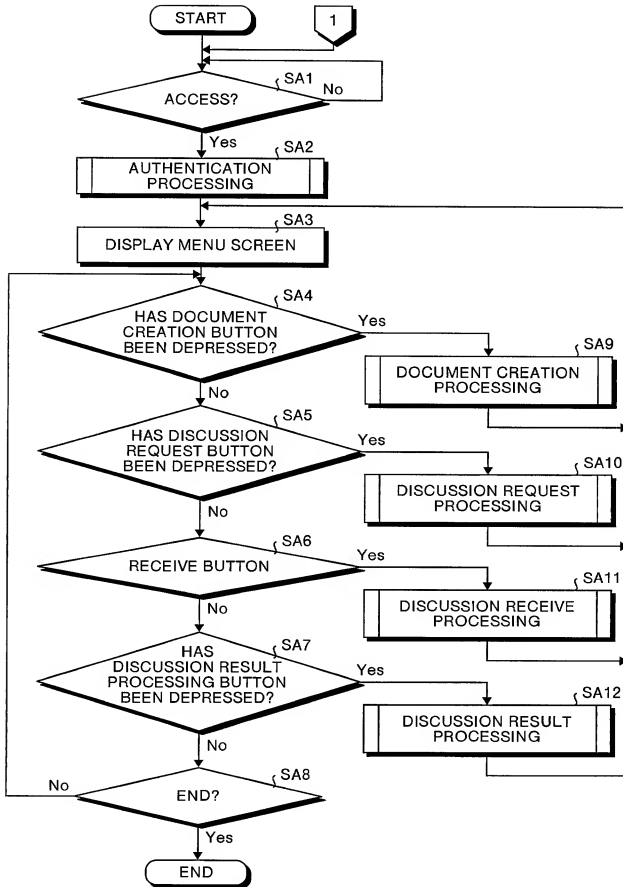 START
1
SA1
ACCESS?
No
Yes
SA2
AUTHENTICATION
PROCESSING
SA3
DISPLAY MENU SCREEN
SA4
HAS DOCUMENT
CREATION BUTTON
BEEN DEPRESSED?
Yes
No
SA9
DOCUMENT CREATION
PROCESSING
SA5
HAS DISCUSSION
REQUEST BUTTON
BEEN DEPRESSED?
Yes
No
SA10
DISCUSSION REQUEST
PROCESSING
SA6
RECEIVE BUTTON
Yes
No
SA11
DISCUSSION RECEIVE
PROCESSING
SA7
HAS
DISCUSSION RESULT
PROCESSING BUTTON
BEEN DEPRESSED?
Yes
No
SA12
DISCUSSION RESULT
PROCESSING
SA8
END?
No
Yes
END